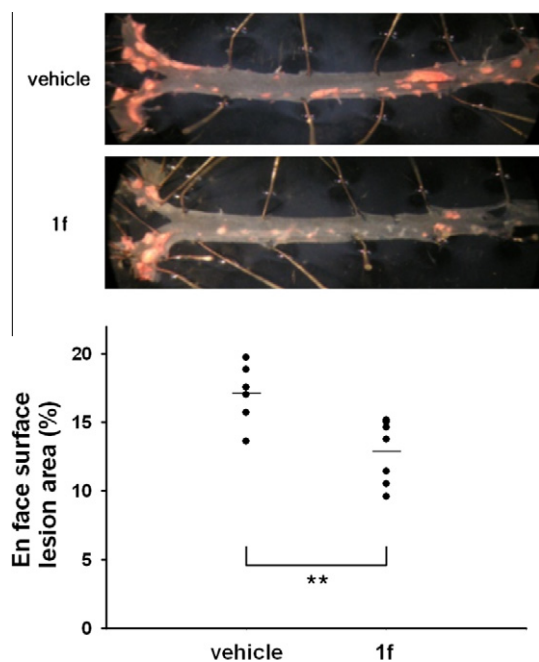 vehicle
1f
En face surface
lesion area (%)
20
15
10
5
0
**
vehicle
1f